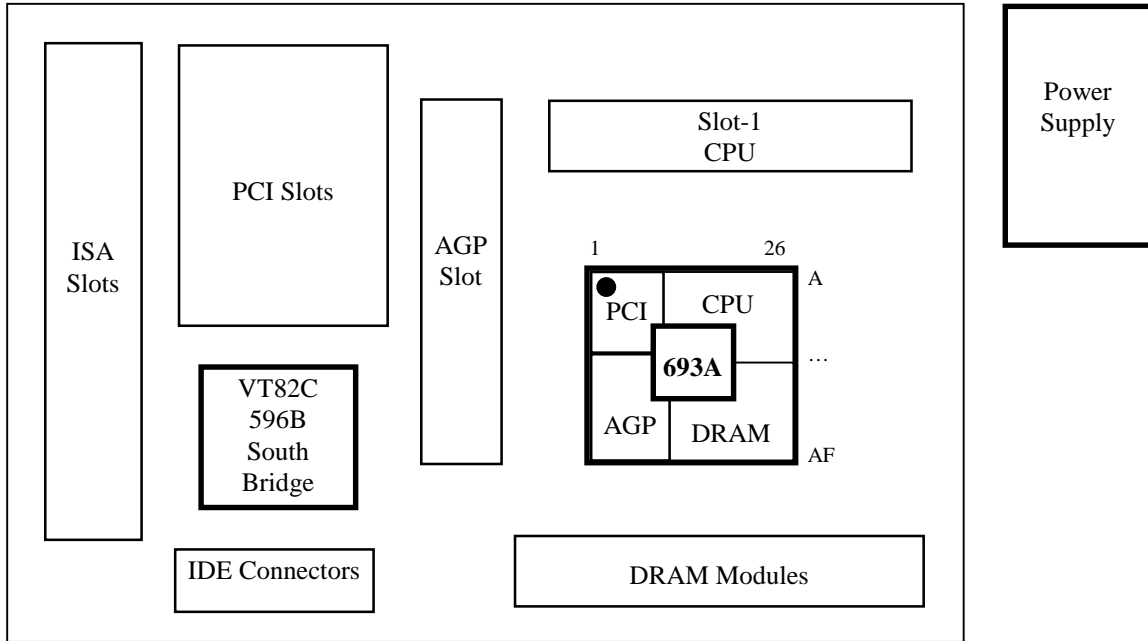 ISA
Slots
PCI Slots
VT82C
596B
South
Bridge
IDE Connectors
AGP
Slot
Slot-1
CPU
1
26
A
PCI
CPU
693A
...
AGP
DRAM
AF
DRAM Modules
Power
Supply